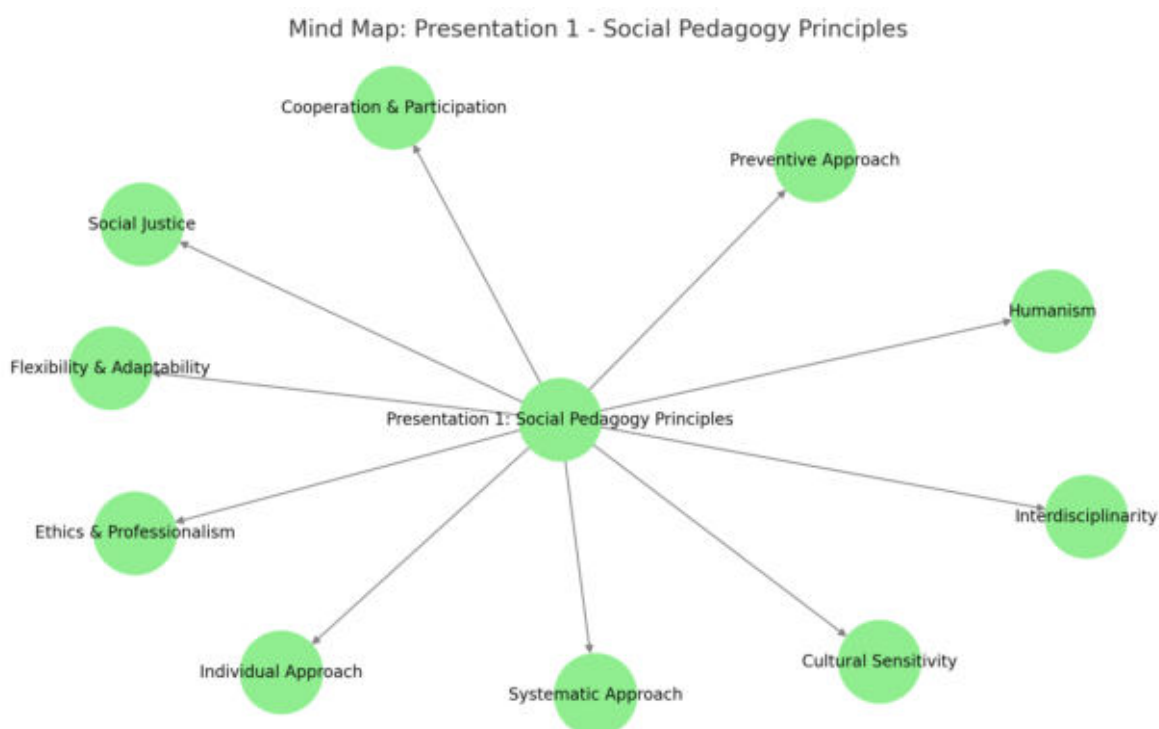 Mind Map: Presentation 1 - Social Pedagogy Principles
Cooperation & Participation
Preventive Approach
Social Justice
Humanism
Flexibility & Adaptability
Presentation 1: Social Pedagogy Principles
Interdisciplinarity
Ethics & Professionalism
Cultural Sensitivity
Individual Approach
Systematic Approach